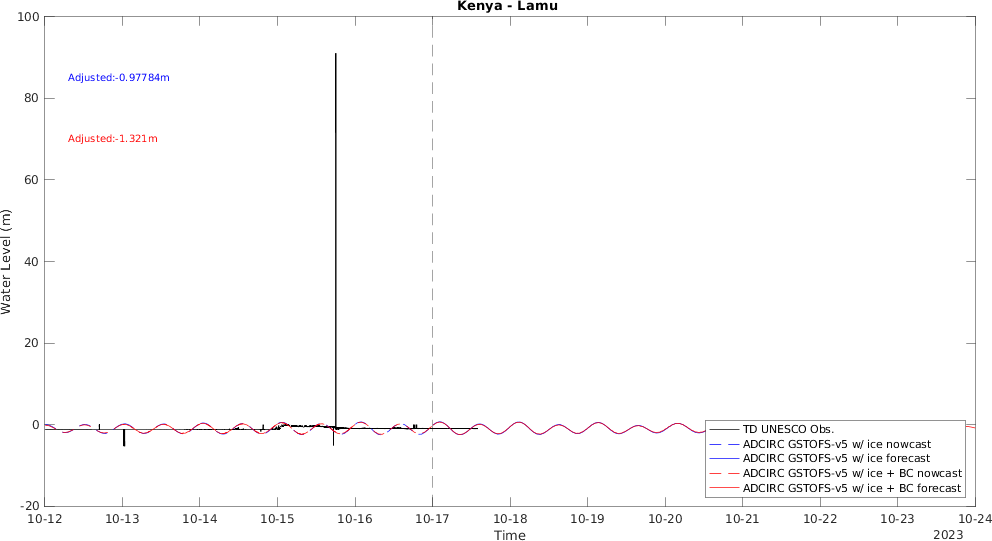 Kenya - Lamu
100
80
60
40
20
0
-20
Water Level (m)
Adjusted:-0.97784m
Adjusted:-1.321m
TD UNESCO Obs.
ADCIRC GSTOFS-v5 w/ ice nowcast
ADCIRC GSTOFS-v5 w/ ice forecast
ADCIRC GSTOFS-v5 w/ ice + BC nowcast
ADCIRC GSTOFS-v5 w/ ice + BC forecast
10-12 10-13 10-14 10-15 10-16 10-17 10-18 10-19 10-20 10-21 10-22 10-23 10-24
Time
2023